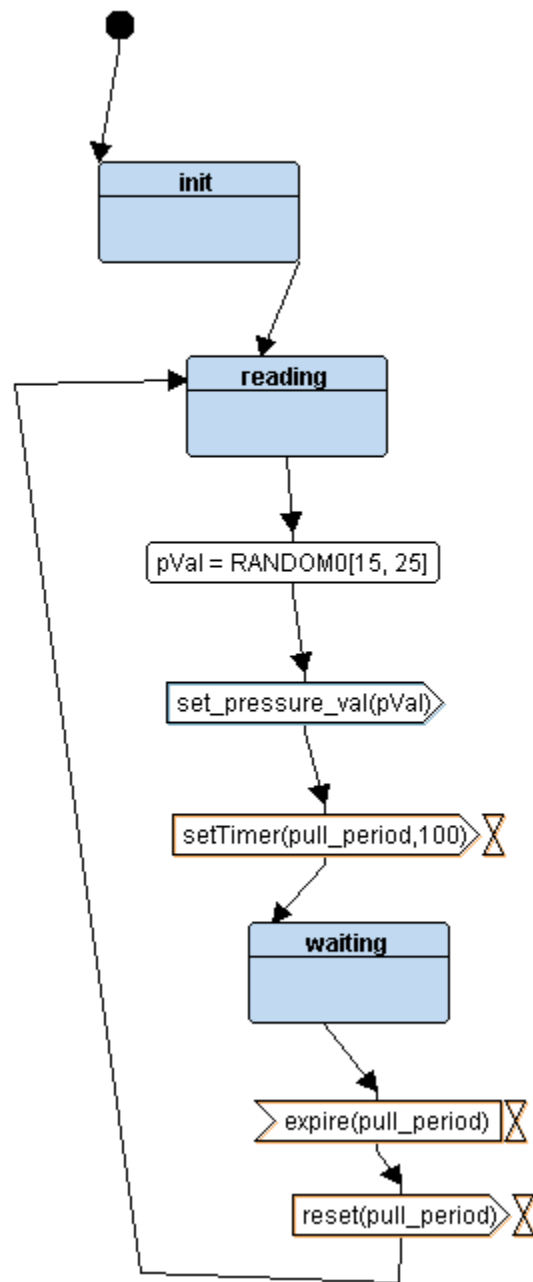 init
reading
pVal = RANDOM0[15, 25]
set_pressure_val(pVal)
setTimer(pull_period,100)
waiting
expire(pull_period)
reset(pull_period)